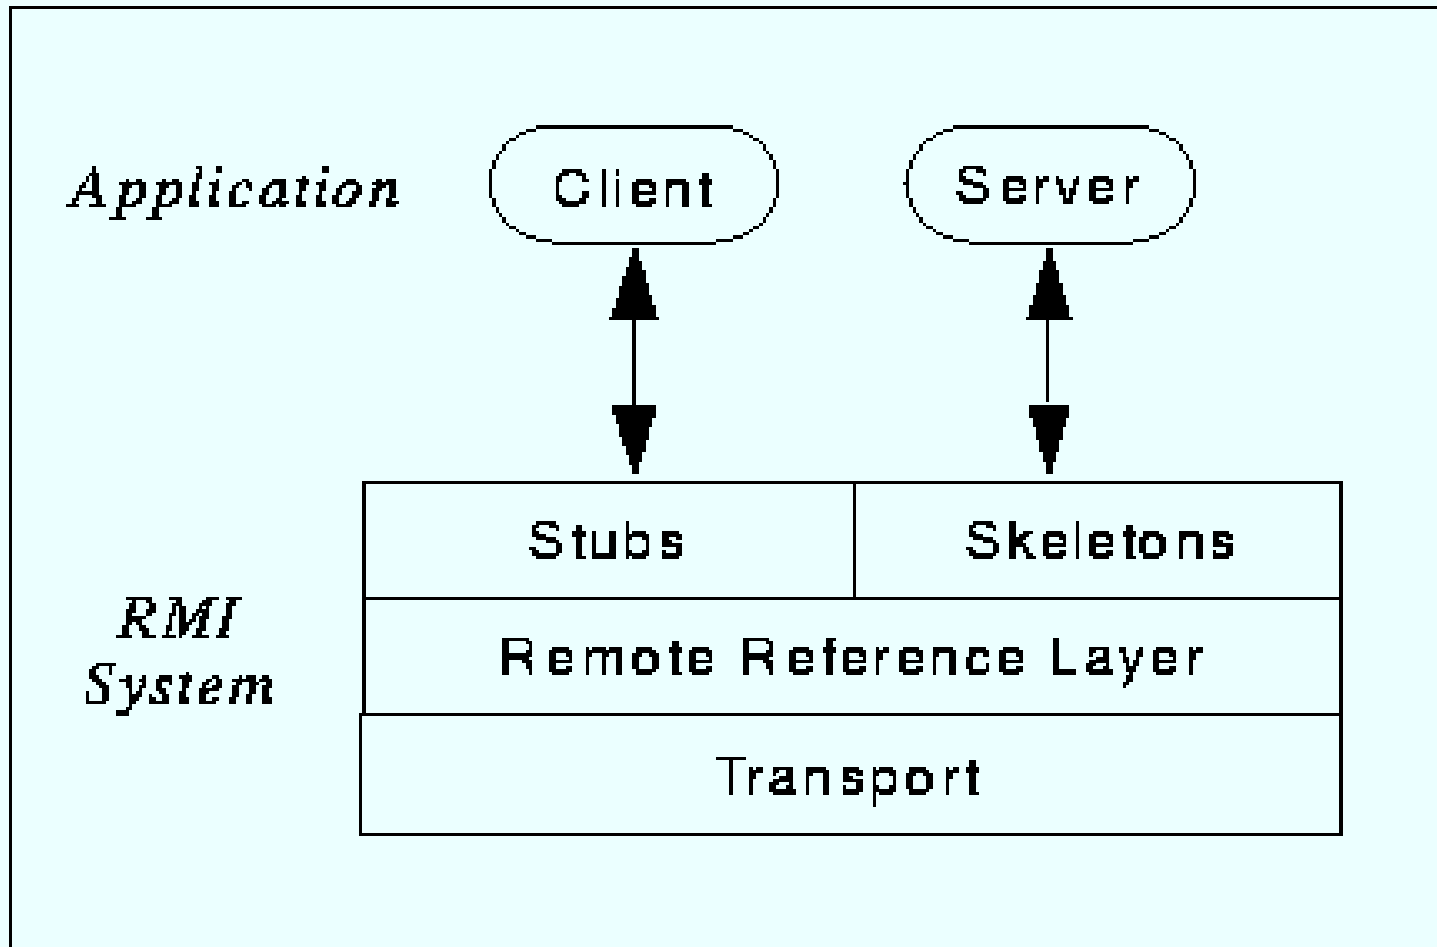 Application
Client
Server
Stubs
Skeletons
RMI
System
Remote Reference Layer
Transport